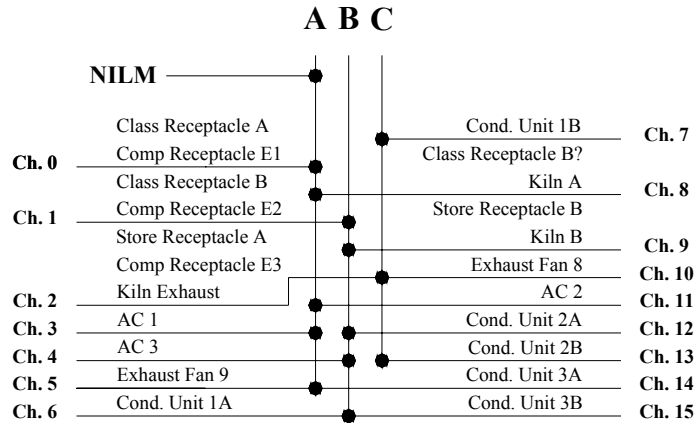 A B C
NILM
Class Receptacle A Cond. Unit 1B Ch. 7
Ch. 0 Comp Receptacle E1 Class Receptacle B?
Class Receptacle B Kiln A Ch. 8
Ch. 1 Comp Receptacle E2 Store Receptacle B
Store Receptacle A Kiln B Ch. 9
Comp Receptacle E3 Exhaust Fan 8 Ch. 10
Ch. 2 Kiln Exhaust AC 2 Ch. 11
Ch. 3 AC 1 Cond. Unit 2A Ch. 12
Ch. 4 AC 3 Cond. Unit 2B Ch. 13
Ch. 5 Exhaust Fan 9 Cond. Unit 3A Ch. 14
Ch. 6 Cond. Unit 1A Cond. Unit 3B Ch. 15